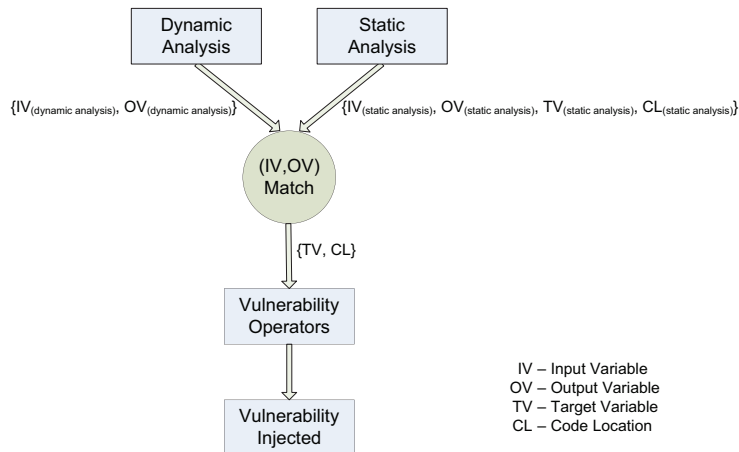 Dynamic
Analysis
Static
Analysis
{IV(dynamic analysis), OV(dynamic analysis)}
{IV(static analysis), OV(static analysis), TV(static analysis), CL(static analysis)}
(IV,OV)
Match
{TV, CL}
Vulnerability
Operators
Vulnerability
Injected
IV – Input Variable
OV – Output Variable
TV – Target Variable
CL – Code Location